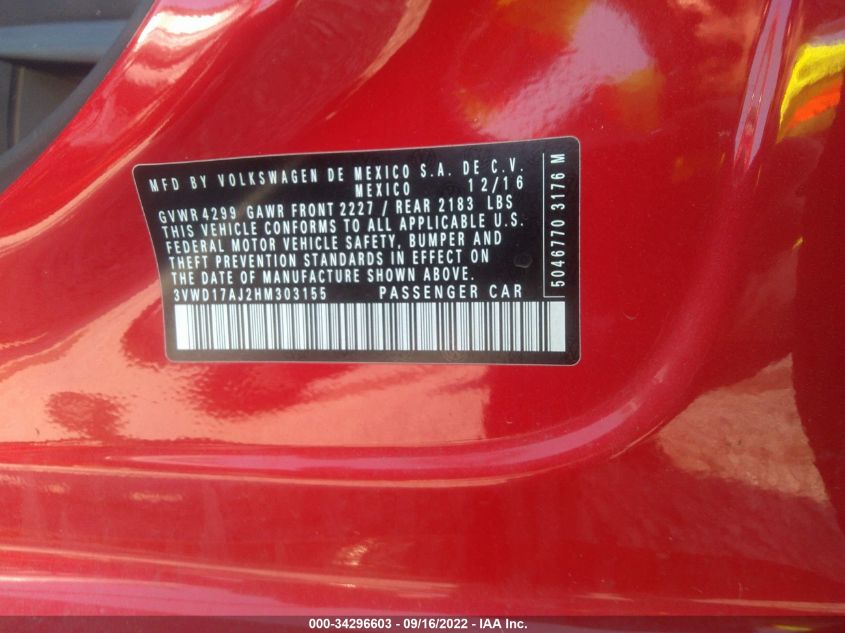 MFD BY VOLKSWAGEN DE MEXICO S.A. DE C.V.
MEXICO 12/16
GVWR 4299 GAWR FRONT 2227 / REAR 2183 LBS
THIS VEHICLE CONFORMS TO ALL APPLICABLE U.S.
FEDERAL MOTOR VEHICLE SAFETY, BUMPER AND
THEFT PREVENTION STANDARDS IN EFFECT ON
THE DATE OF MANUFACTURE SHOWN ABOVE.
3VWD17AJ2HM303155 PASSENGER CAR
5046770 3176 M
000-34296603 - 09/16/2022 - IAA Inc.